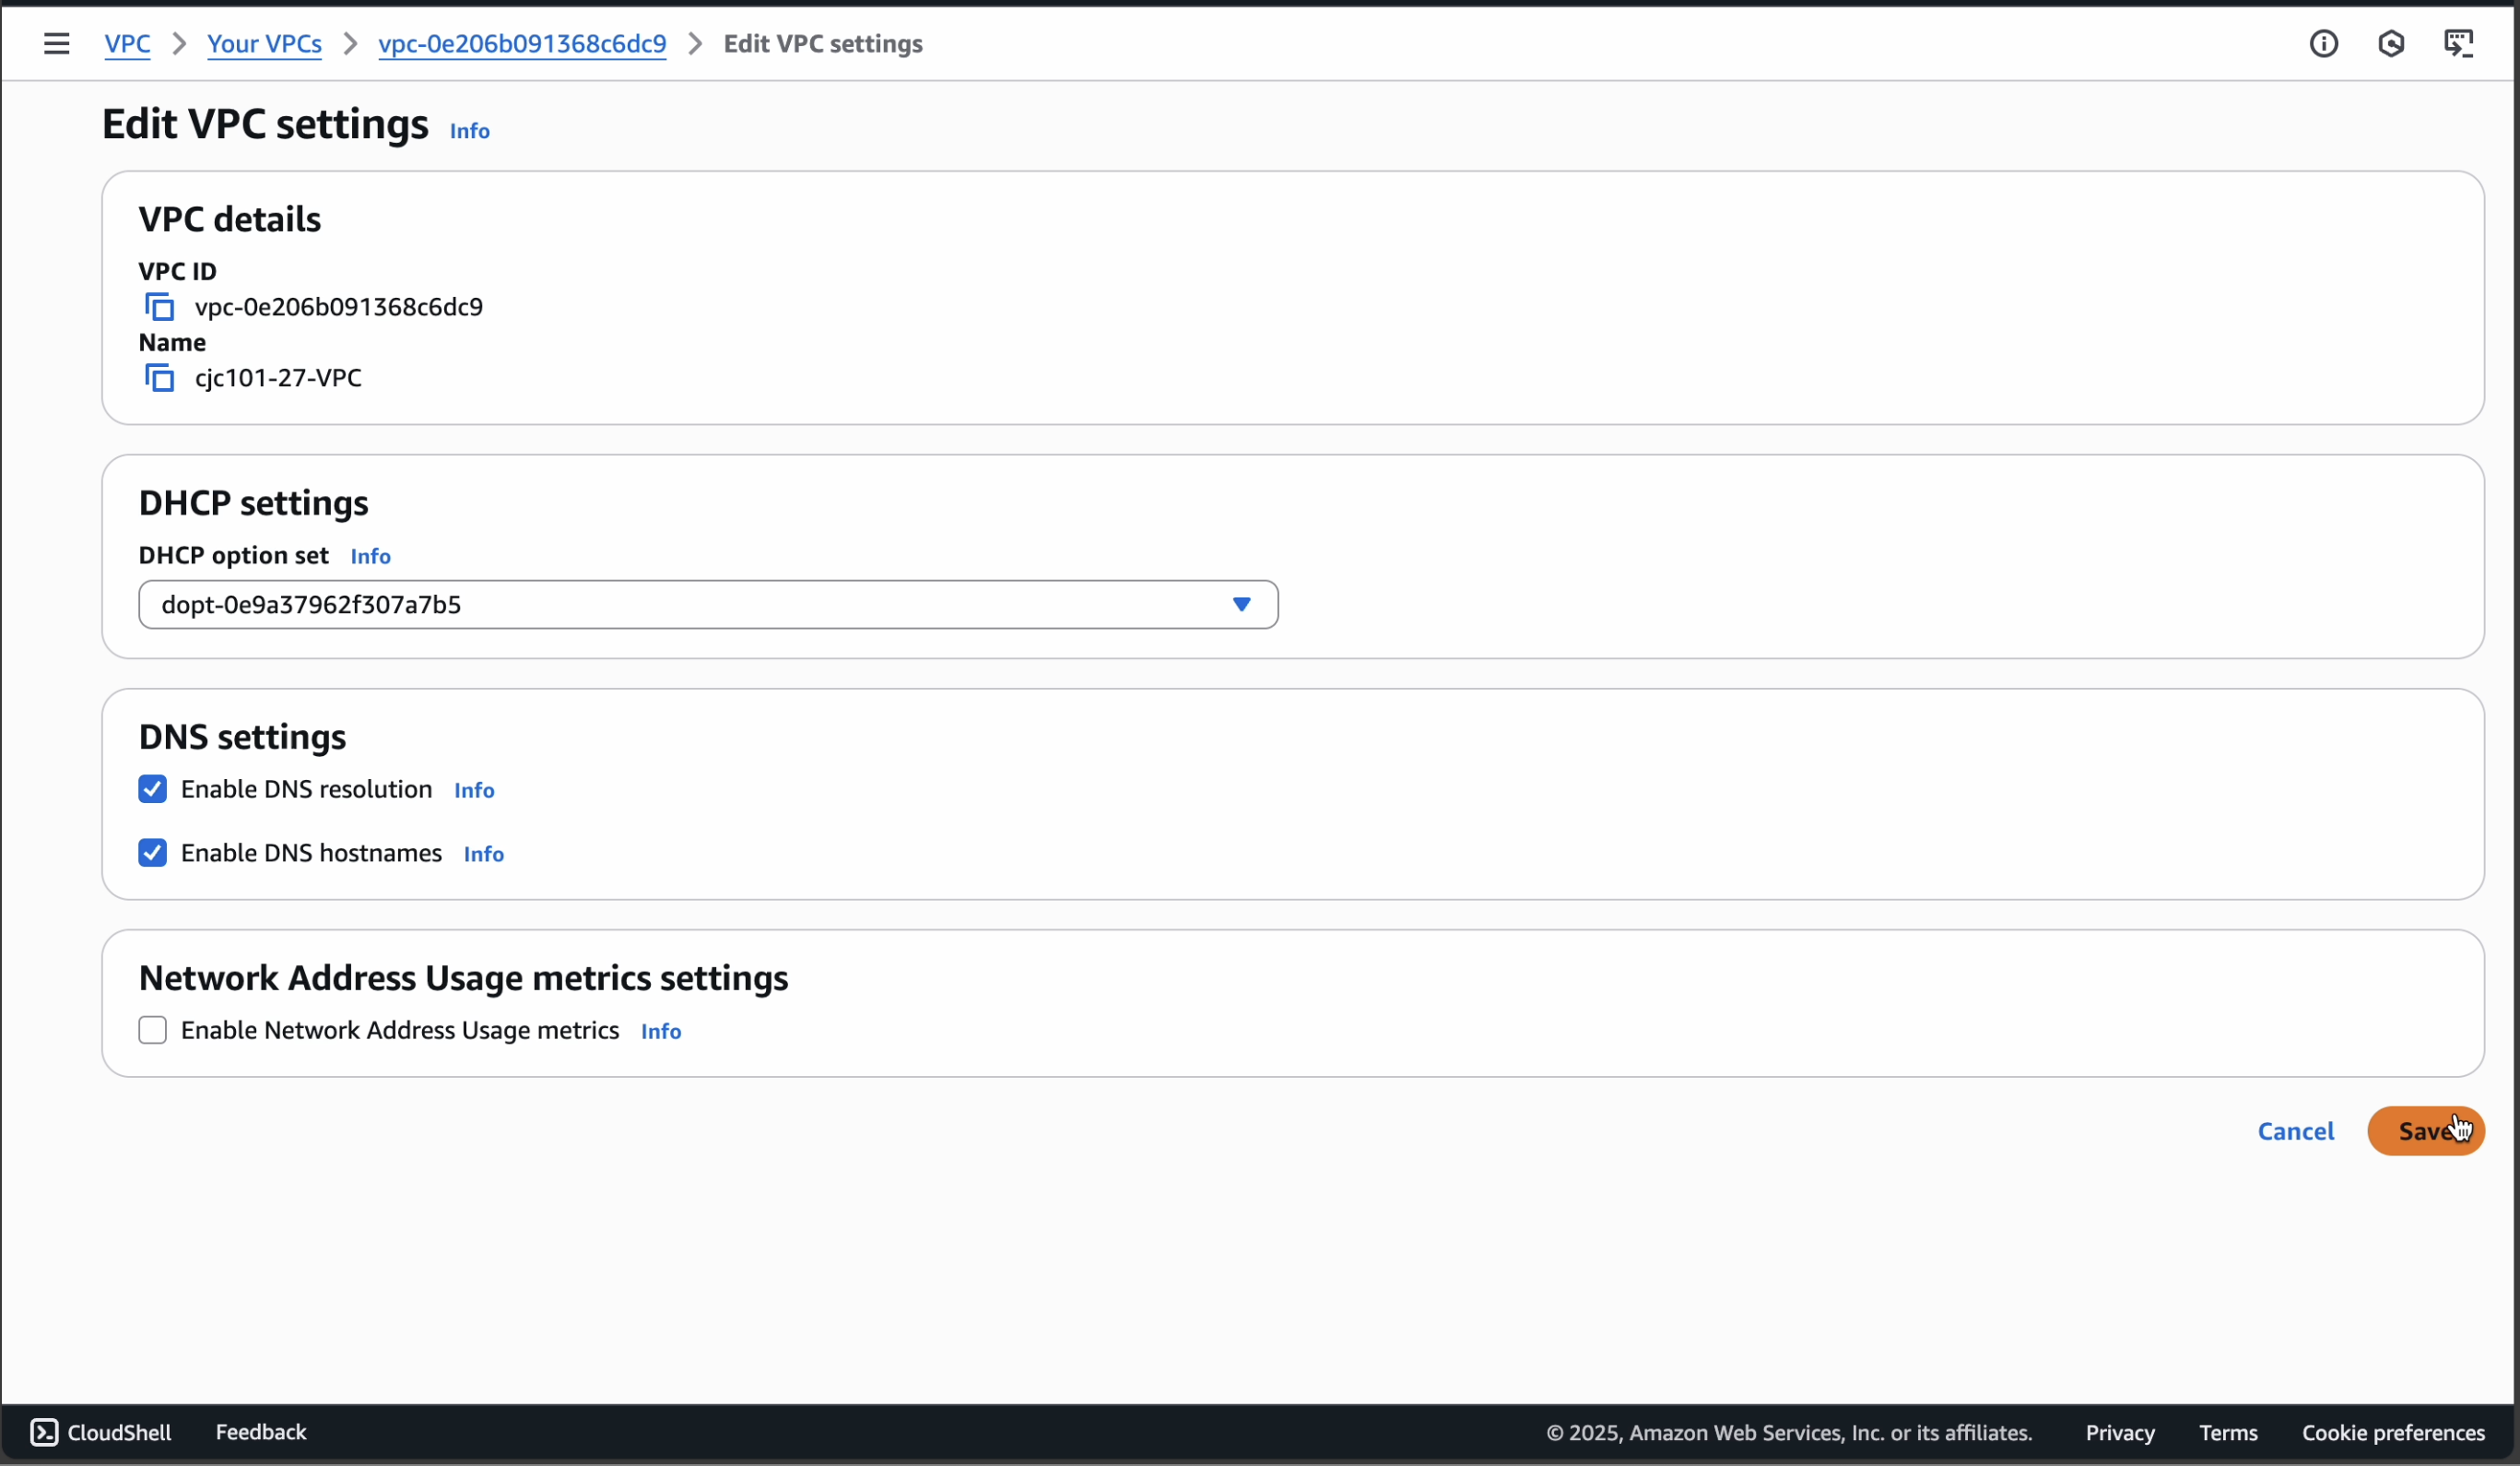 VPC > Your VPCs > vpc-0e206b091368c6dc9 > Edit VPC settings
Edit VPC settings Info
VPC details
VPC ID
vpc-0e206b091368c6dc9
Name
cjc101-27-VPC
DHCP settings
DHCP option set Info
dopt-0e9a37962f307a7b5
DNS settings
Enable DNS resolution Info
Enable DNS hostnames Info
Network Address Usage metrics settings
Enable Network Address Usage metrics Info
Cancel Save
CloudShell Feedback © 2025, Amazon Web Services, Inc. or its affiliates. Privacy Terms Cookie preferences